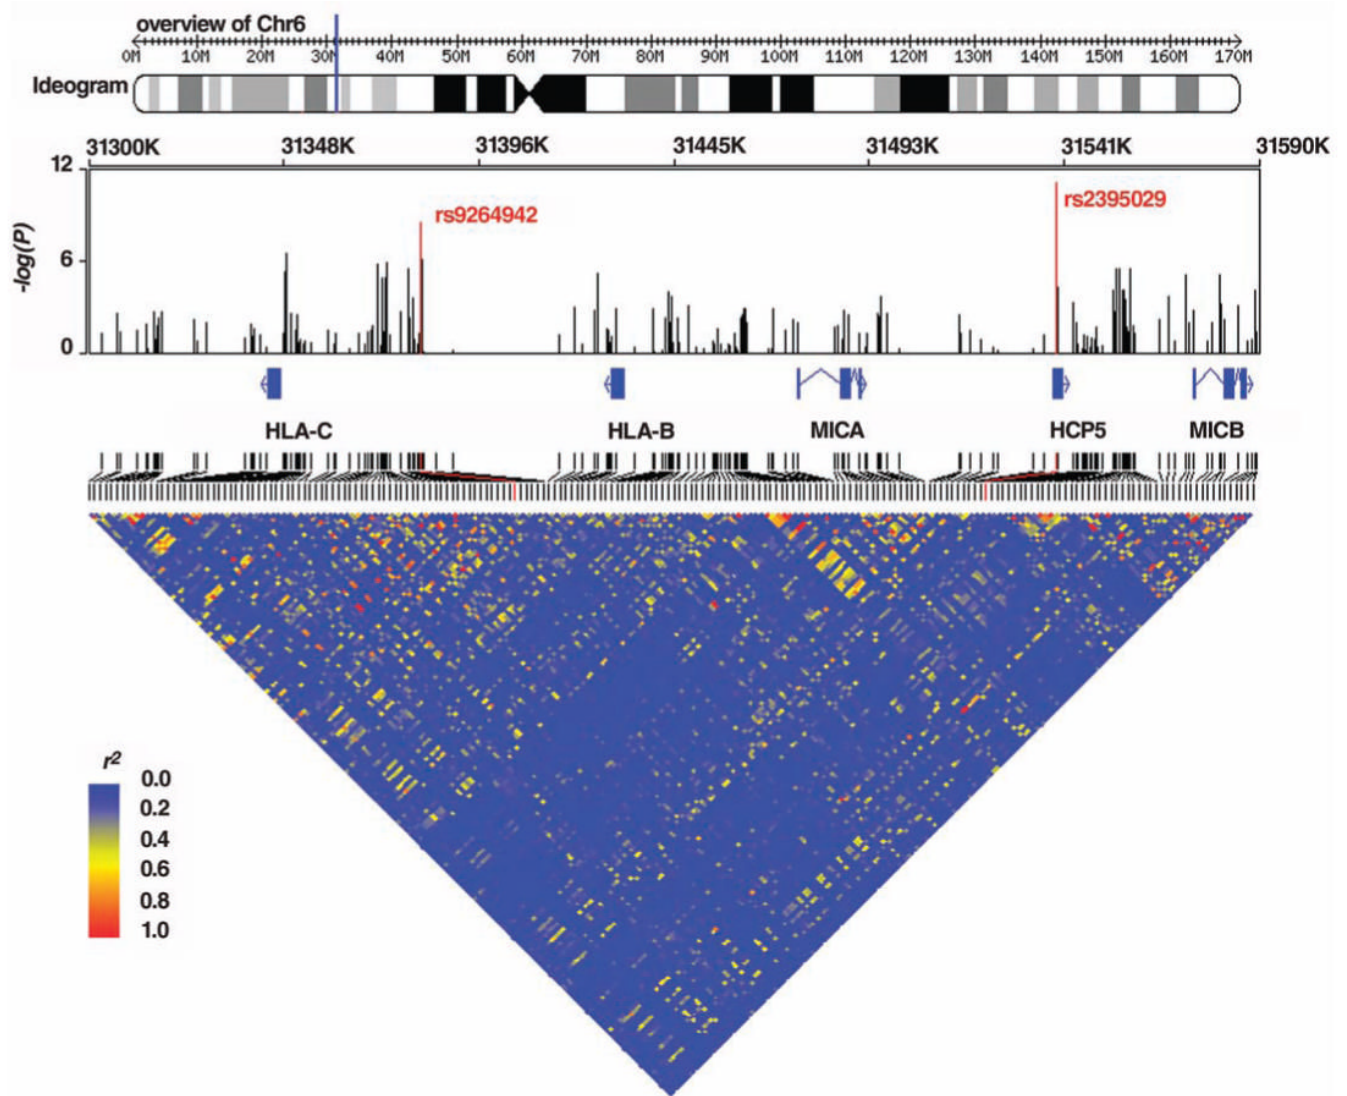 overview of Chr6
0M 10M 20M 30M 40M 50M 60M 70M 80M 90M 100M 110M 120M 130M 140M 150M 160M 170M
Ideogram
31300K 31348K 31396K 31445K 31493K 31541K 31590K
12
rs9264942
rs2395029
6
0
-log(P)
HLA-C HLA-B MICA HCP5 MICB
r2
0.0
0.2
0.4
0.6
0.8
1.0